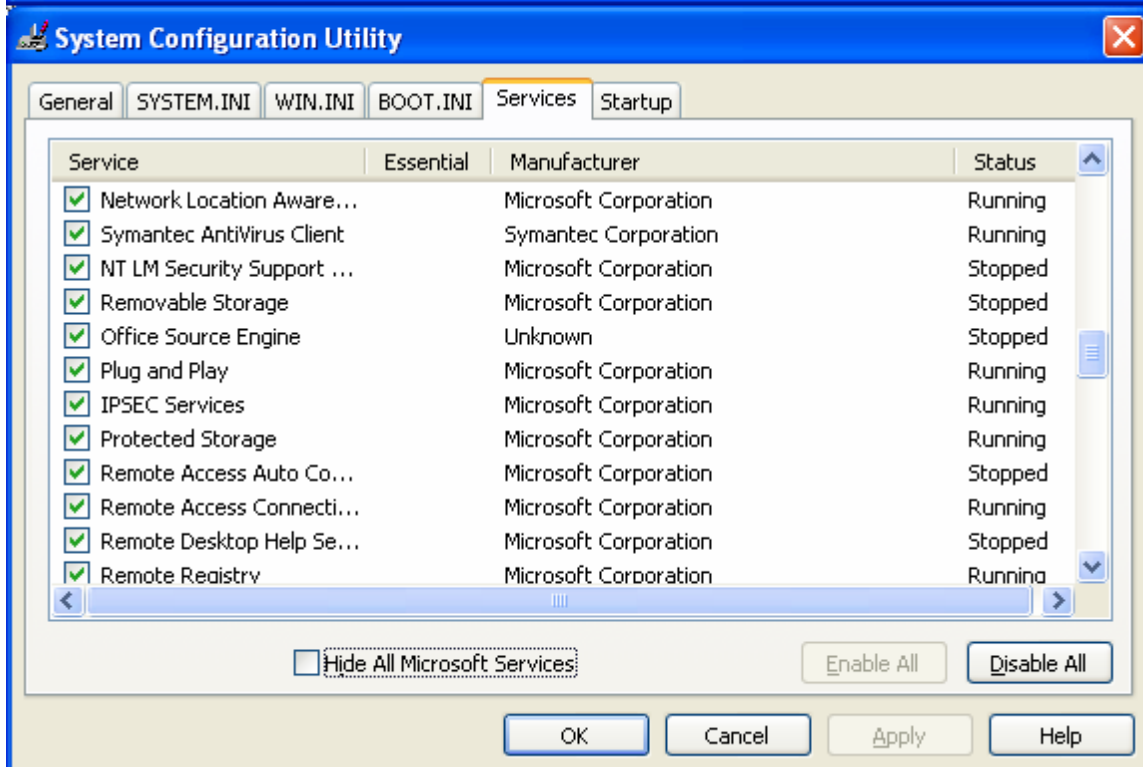 System Configuration Utility
General SYSTEM.INI WIN.INI BOOT.INI Services Startup
Service Essential Manufacturer Status
Network Location Aware... Microsoft Corporation Running
Symantec AntiVirus Client Symantec Corporation Running
NT LM Security Support ... Microsoft Corporation Stopped
Removable Storage Microsoft Corporation Stopped
Office Source Engine Unknown Stopped
Plug and Play Microsoft Corporation Running
IPSEC Services Microsoft Corporation Running
Protected Storage Microsoft Corporation Running
Remote Access Auto Co... Microsoft Corporation Stopped
Remote Access Connecti... Microsoft Corporation Running
Remote Desktop Help Se... Microsoft Corporation Stopped
Remote Registry Microsoft Corporation Running
Hide All Microsoft Services Enable All Disable All
OK Cancel Apply Help